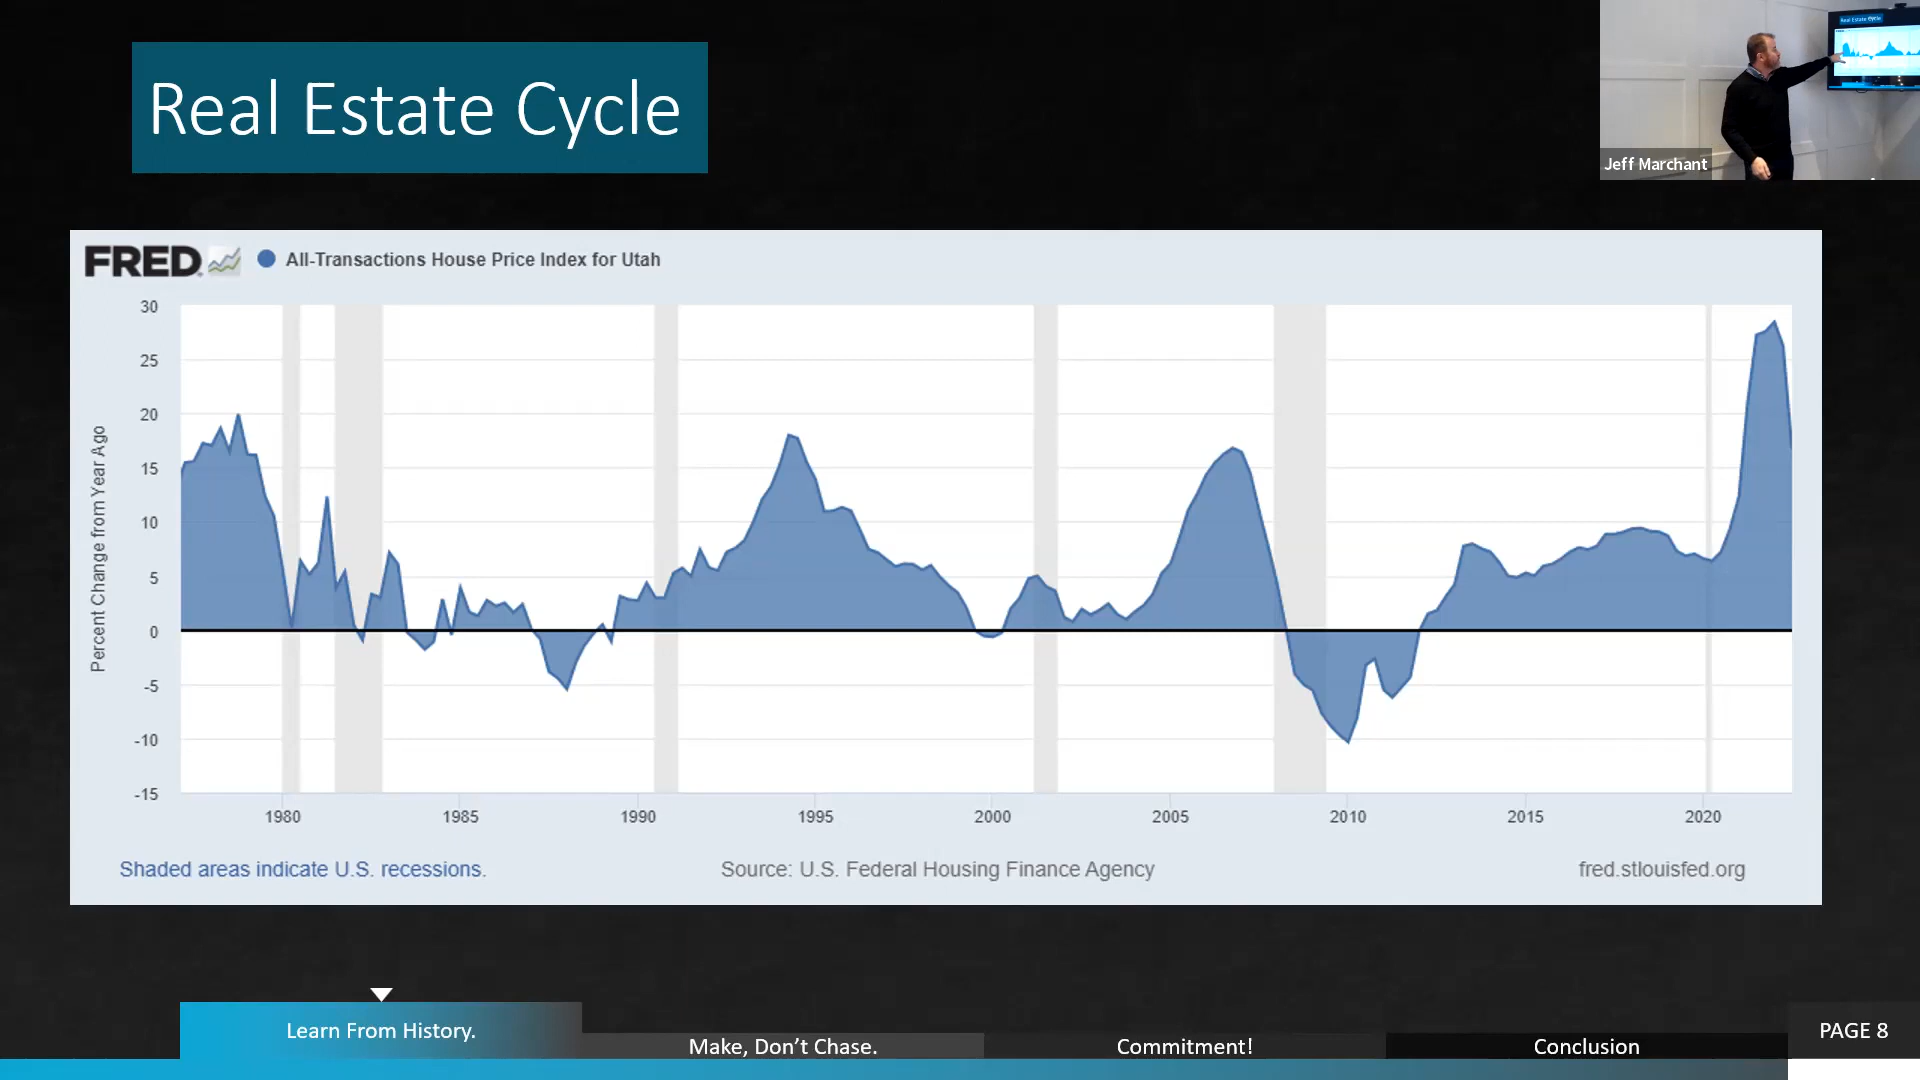 Real Estate Cycle
Real Estate Cycle
Jeff Marchant
FRED
All-Transactions House Price Index for Utah
Percent Change from Year Ago
30
25
20
15
10
5
0
-5
-10
-15
1980 1985 1990 1995 2000 2005 2010 2015 2020
Shaded areas indicate U.S. recessions. Source: U.S. Federal Housing Finance Agency fred.stlouisfed.org
Learn From History. Make, Don’t Chase. Commitment! Conclusion PAGE 8